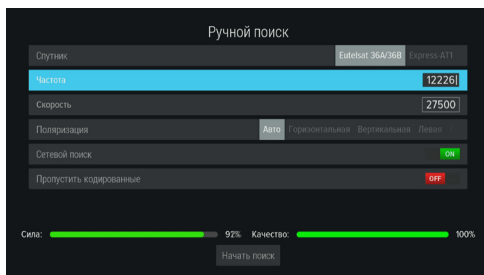 Ручной поиск
Спутник Eutelsat 36A/36B Express-AT1
Частота 12226
Скорость 27500
Поляризация Авто Горизонтальная Вертикальная Левая
Сетевой поиск ON
Пропустить кодированные OFF
Сила: 92% Качество: 100%
Начать поиск